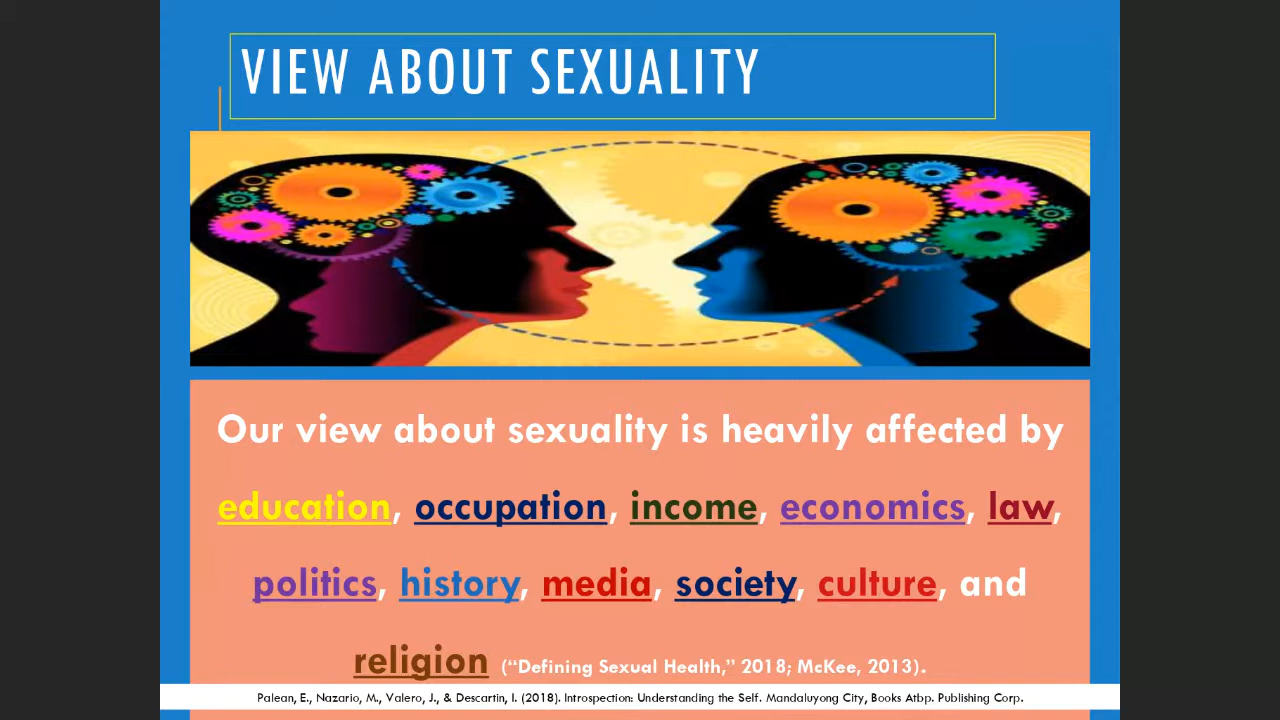 VIEW ABOUT SEXUALITY
Our view about sexuality is heavily affected by
education, occupation, income, economics, law,
politics, history, media, society, culture, and
religion (“Defining Sexual Health,” 2018; McKee, 2013).
Palean, E., Nazario, M., Valero, J., & Descartin, I. (2018). Introspection: Understanding the Self. Mandaluyong City, Books Atbp. Publishing Corp.